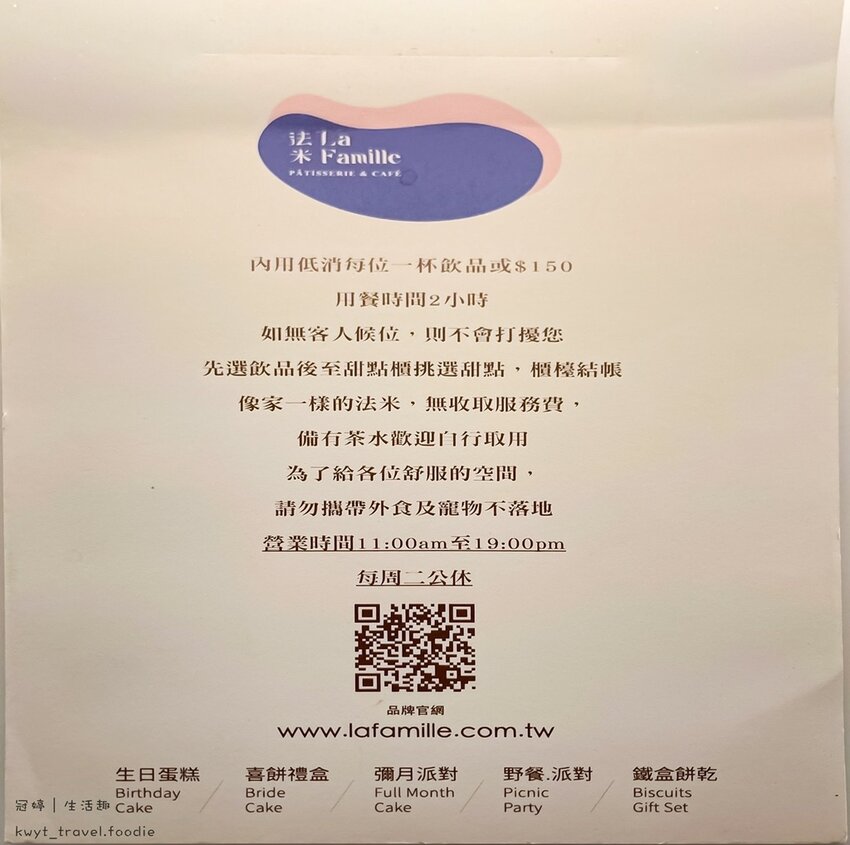 法 La
米 Famille
PÂTISSERIE & CAFÉ
內用低消每位一杯飲品或$150
用餐時間2小時
如無客人候位，則不會打擾您
先選飲品後至甜點櫃挑選甜點，櫃檯結帳
像家一樣的法米，無收取服務費，
備有茶水歡迎自行取用
為了給各位舒服的空間，
請勿攜帶外食及寵物不落地
營業時間11:00am至19:00pm
每周二公休
品牌官網
www.lafamille.com.tw
生日蛋糕 喜餅禮盒 彌月派對 野餐.派對 鐵盒餅乾
Birthday Bride Full Month Picnic Biscuits
Cake Cake Cake Party Gift Set
冠婷｜生活趣
kwyt_travel.foodie